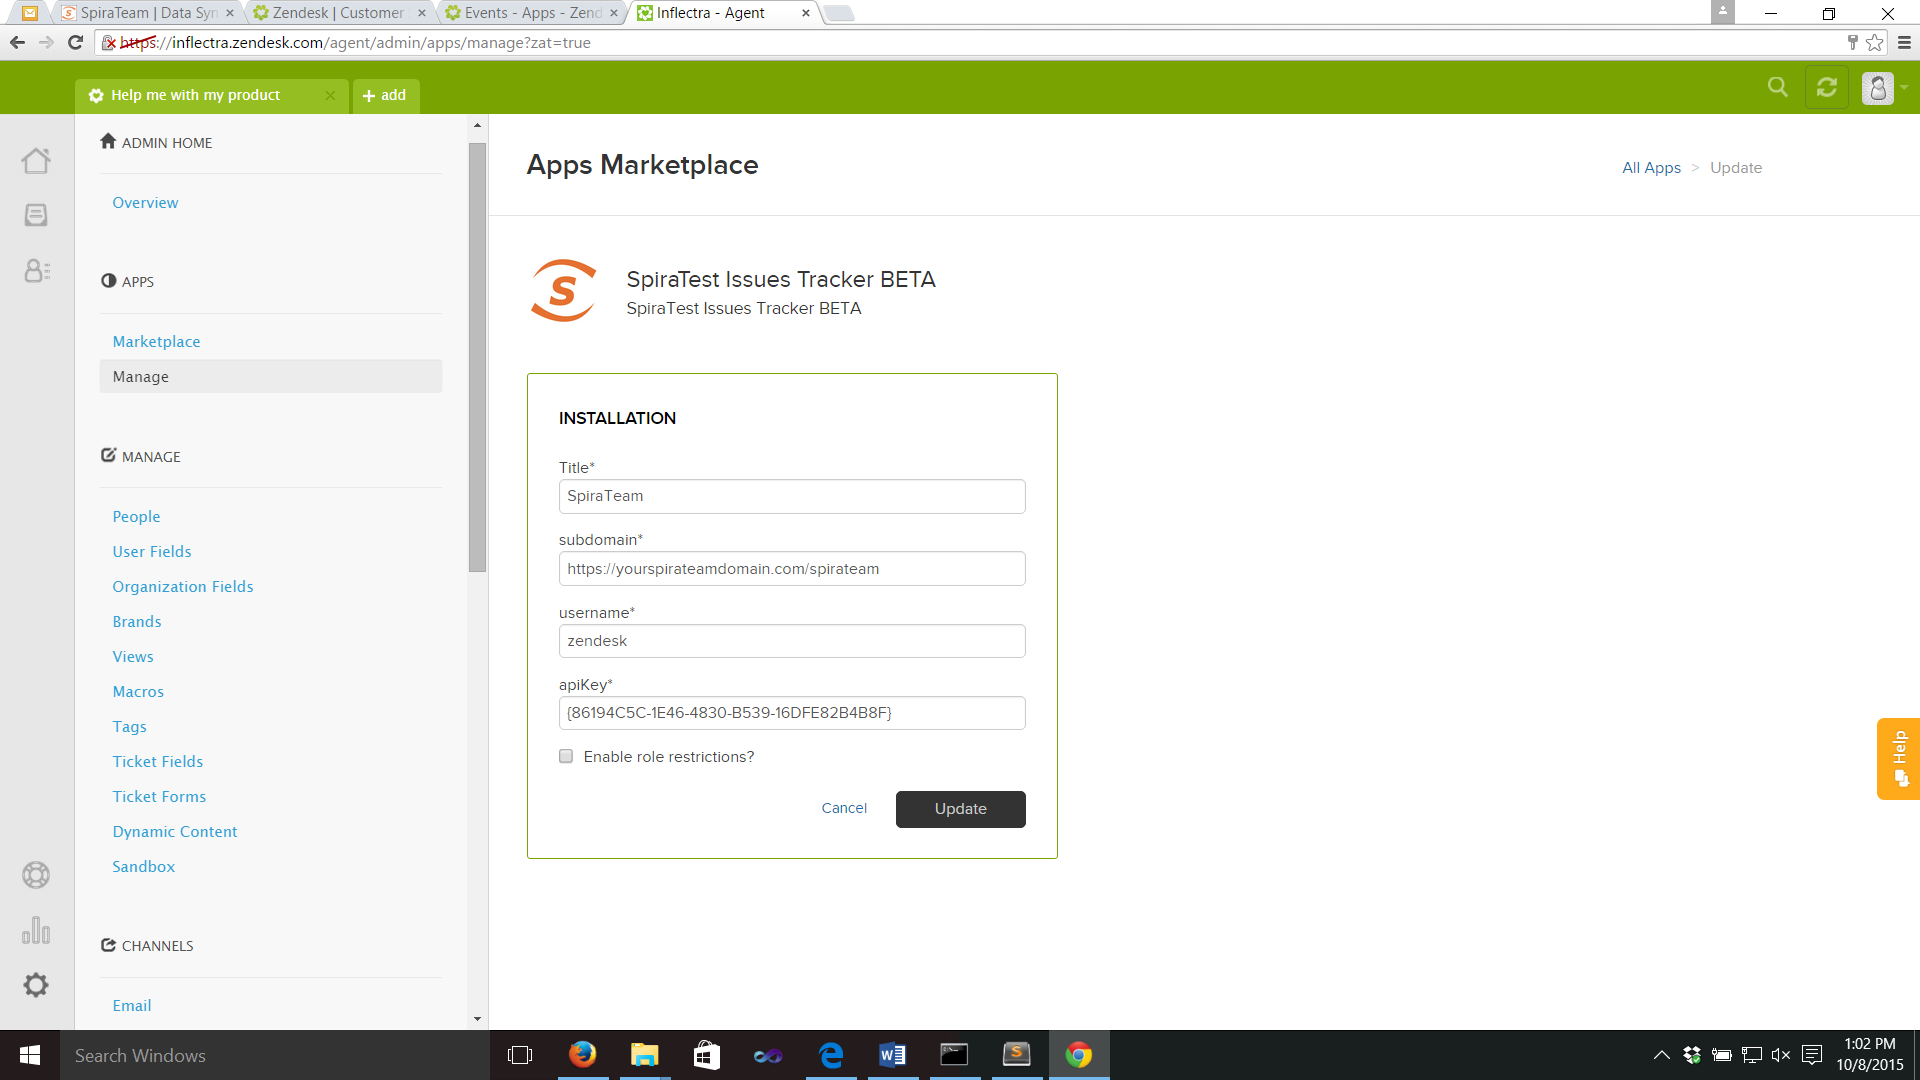 SpiraTeam | Data Syn
Zendesk | Customer
Events - Apps - Zend
Inflectra - Agent
https://inflectra.zendesk.com/agent/admin/apps/manage?zat=true
Help me with my product
+ add
ADMIN HOME
Overview
APPS
Marketplace
Manage
MANAGE
People
User Fields
Organization Fields
Brands
Views
Macros
Tags
Ticket Fields
Ticket Forms
Dynamic Content
Sandbox
CHANNELS
Email
Apps Marketplace
All Apps > Update
S
SpiraTest Issues Tracker BETA
SpiraTest Issues Tracker BETA
INSTALLATION
Title*
SpiraTeam
subdomain*
https://yourspirateamdomain.com/spirateam
username*
zendesk
apiKey*
{86194C5C-1E46-4830-B539-16DFE82B4B8F}
Enable role restrictions?
Cancel
Update
Help
Search Windows
1:02 PM
10/8/2015